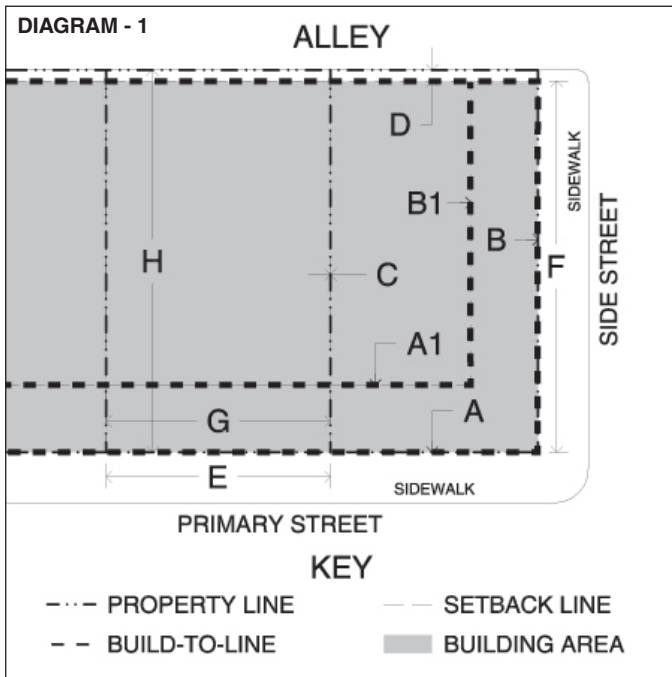 DIAGRAM - 1
ALLEY
D
SIDEWALK
B1
B
SIDE STREET
H
F
C
A1
G
A
E
SIDEWALK
PRIMARY STREET
KEY
PROPERTY LINE
SETBACK LINE
BUILD-TO-LINE
BUILDING AREA